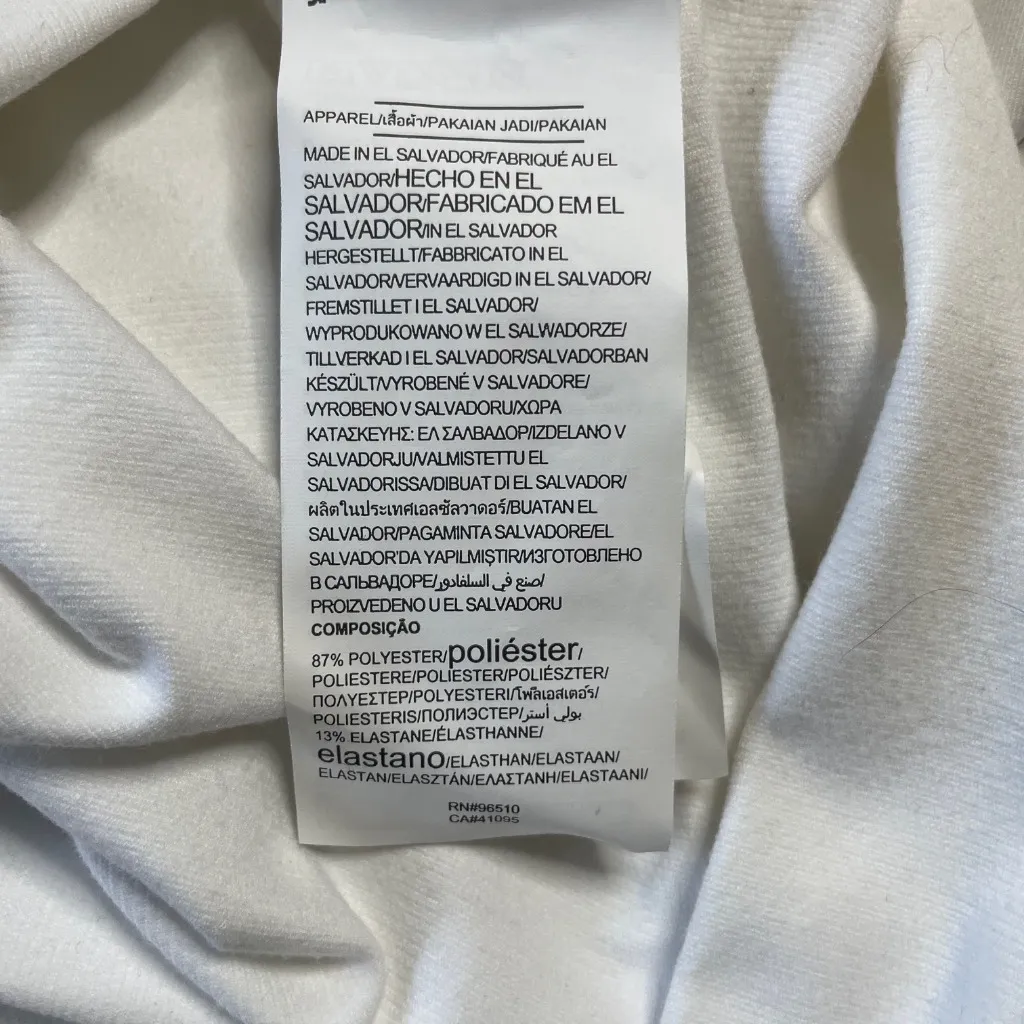 APPAREL/เสื้อผ้า/PAKAIAN JADI/PAKAIAN
MADE IN EL SALVADOR/FABRIQUÉ AU EL
SALVADOR/HECHO EN EL
SALVADOR/FABRICADO EM EL
SALVADOR/IN EL SALVADOR
HERGESTELLT/FABBRICATO IN EL
SALVADOR/VERVAARDIGD IN EL SALVADOR/
FREMSTILLET I EL SALVADOR/
WYPRODUKOWANO W EL SALWADORZE/
TILLVERKAD I EL SALVADOR/SALVADORBAN
KÉSZÜLT/VYROBENÉ V SALVADORE/
VYROBENO V SALVADORU/ΧΩΡΑ
ΚΑΤΑΣΚΕΥΗΣ: ΕΛ ΣΑΛΒΑΔΟΡ/IZDELANO V
SALVADORJU/VALMISTETTU EL
SALVADORISSA/DIBUAT DI EL SALVADOR/
ผลิตในประเทศเอลซัลวาดอร์/BUATAN EL
SALVADOR/PAGAMINTA SALVADORE/EL
SALVADOR'DA YAPILMIŞTIR/ИЗГОТОВЛЕНО
В САЛЬВАДОРЕ/صنع في السلفادور/
PROIZVEDENO U EL SALVADORU
COMPOSIÇÃO
87% POLYESTER/poliéster/
POLIESTERE/POLIESTER/POLIÉSZTER/
ΠΟΛΥΕΣΤΕΡ/POLYESTERI/โพลีเอสเตอร์/
POLIESTERIS/ПОЛИЭСТЕР/بولي أستر
13% ELASTANE/ÉLASTHANNE/
elastano/ELASTHAN/ELASTAAN/
ELASTAN/ELASZTÁN/ΕΛΑΣΤΑΝΗ/ELASTAANI/
RN#96510
CA#41095